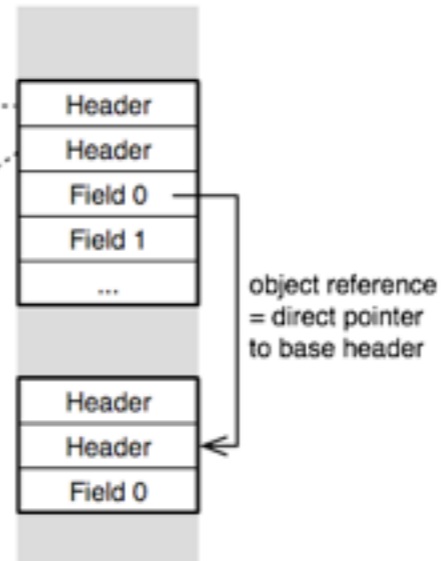 Header
Header
Field 0
Field 1
...
object reference
= direct pointer
to base header
Header
Header
Field 0